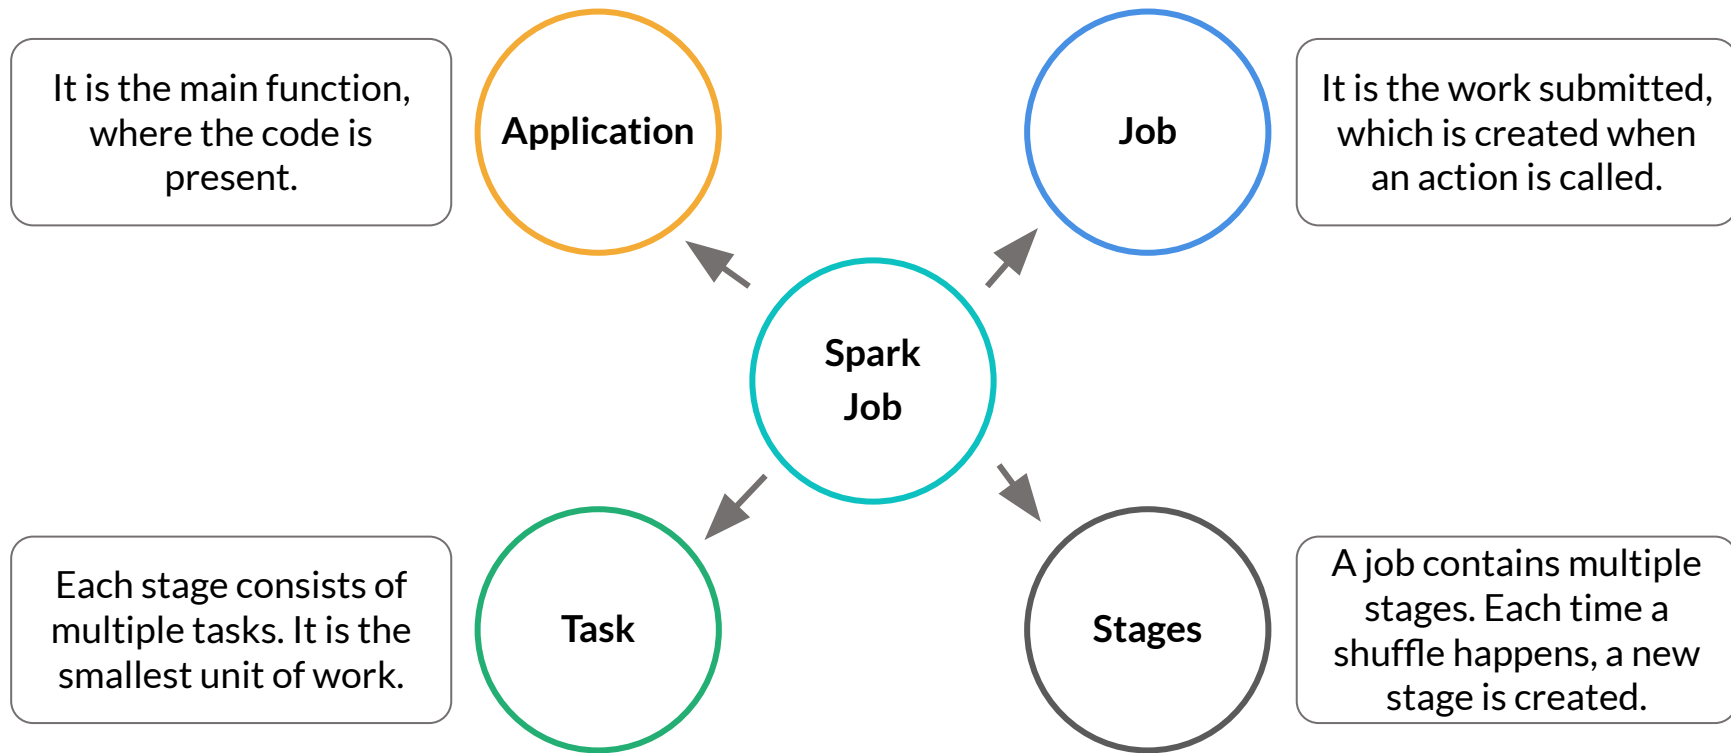 It is the main function,
where the code is
present.
Application
Job
It is the work submitted,
which is created when
an action is called.
Spark
Job
Each stage consists of
multiple tasks. It is the
smallest unit of work.
Task
Stages
A job contains multiple
stages. Each time a
shuffle happens, a new
stage is created.